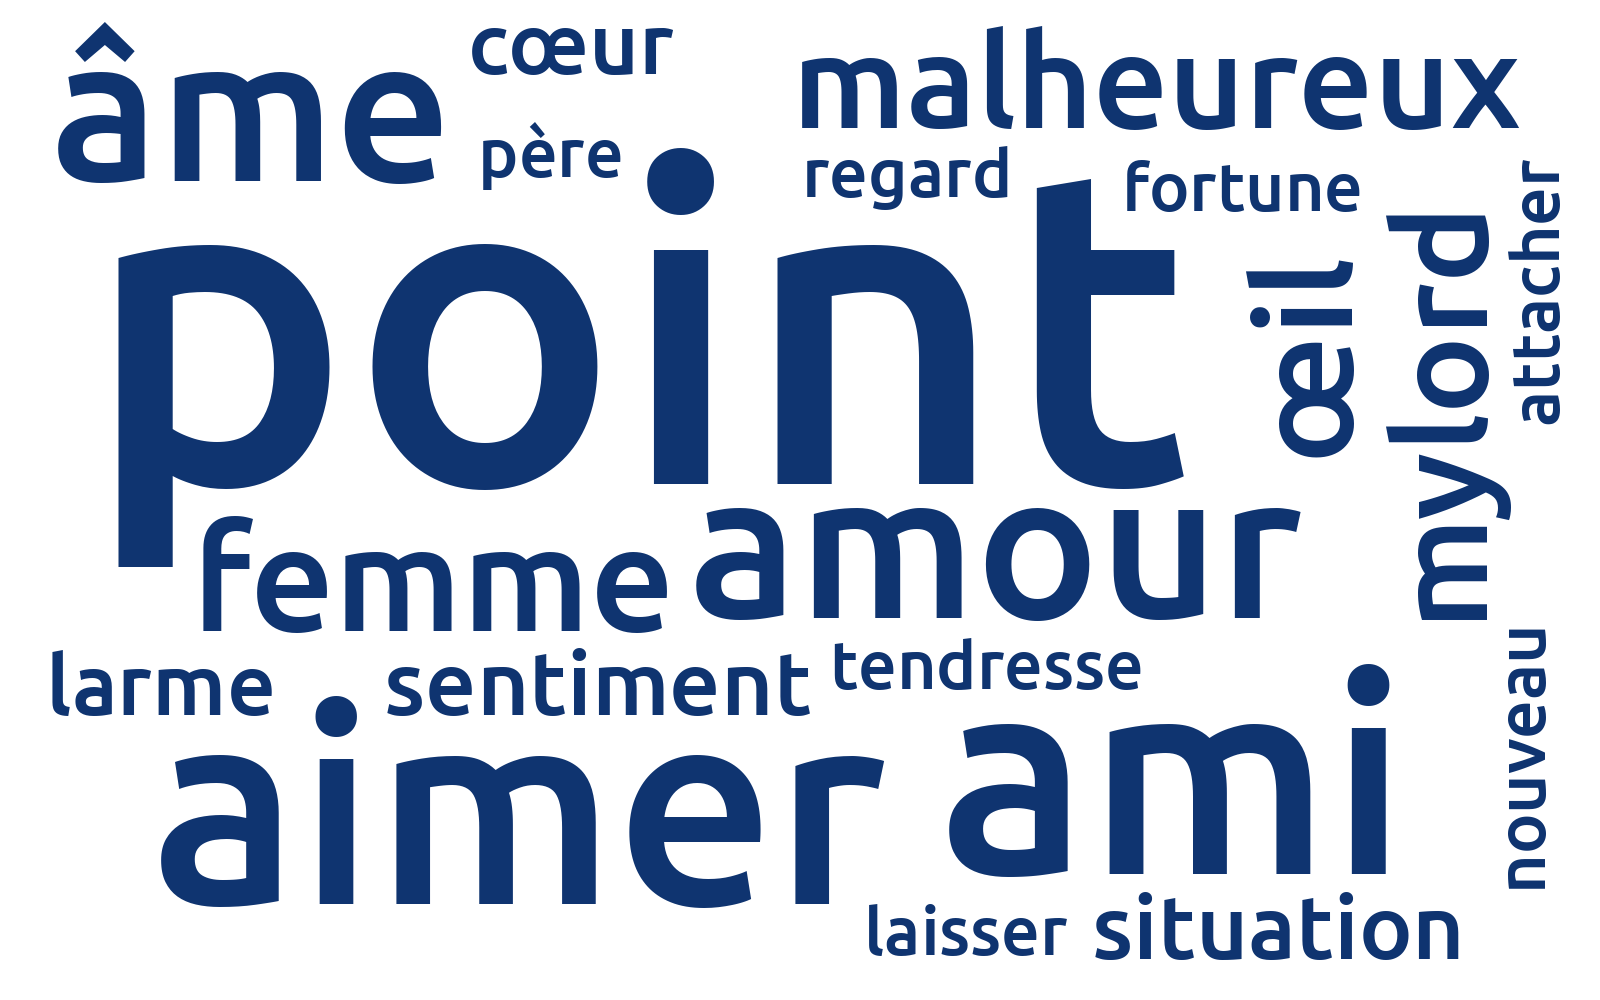 âme
cœur
malheureux
père
regard
fortune
attacher
point
œil
mylord
femme
amour
larme
sentiment
tendresse
nouveau
aimer
ami
laisser
situation